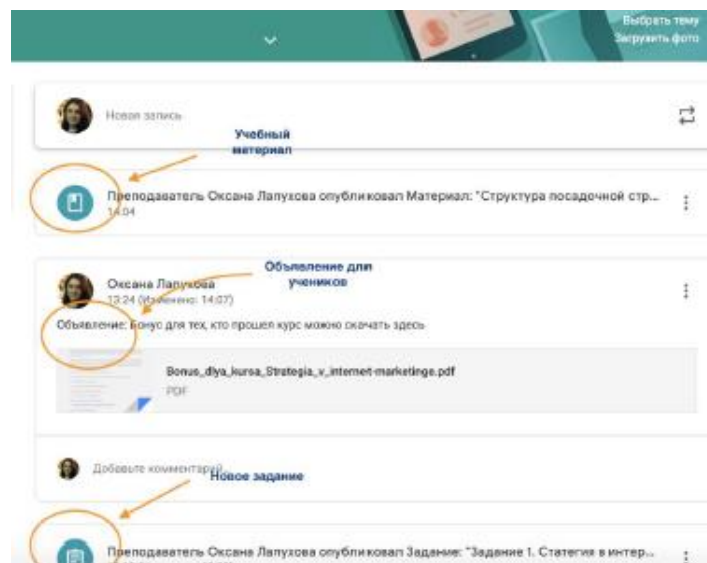 Выбрать тему
Загрузить фото
Новая запись
Учебный
материал
Преподаватель Оксана Лапухова опубликовал Материал: "Структура посадочной стр...
14:04
Объявление для
учеников
Оксана Лапухова
13:24 (Изменено: 14:07)
Объявление: Бонус для тех, кто прошел курс можно скачать здесь
Bonus_dlya_kursa_Strategia_v_internet-marketinge.pdf
PDF
Добавьте комментарий
Новое задание
Преподаватель Оксана Лапухова опубликовал Задание: "Задание 1. Статегия в интер...